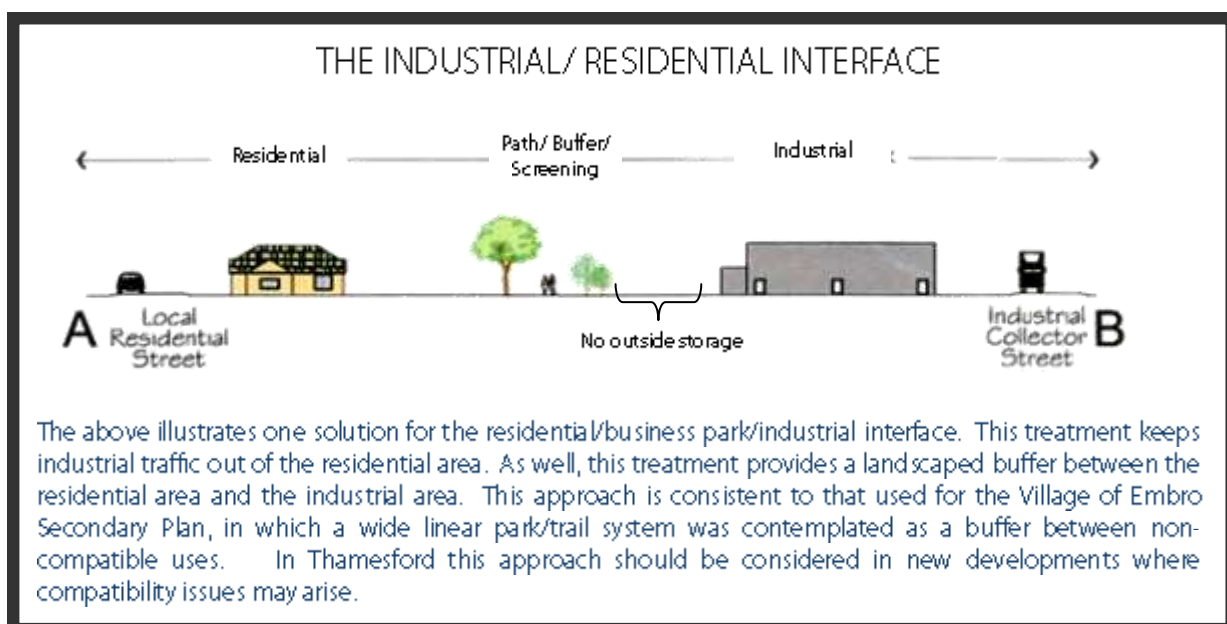 THE INDUSTRIAL/ RESIDENTIAL INTERFACE
Residential
Path/ Buffer/
Screening
Industrial
No outside storage
A
Local
Residential
Street
Industrial
Collector
Street
B
The above illustrates one solution for the residential/business park/industrial interface. This treatment keeps
industrial traffic out of the residential area. As well, this treatment provides a landscaped buffer between the
residential area and the industrial area. This approach is consistent to that used for the Village of Embro
Secondary Plan, in which a wide linear park/trail system was contemplated as a buffer between non-
compatible uses. In Thamesford this approach should be considered in new developments where
compatibility issues may arise.